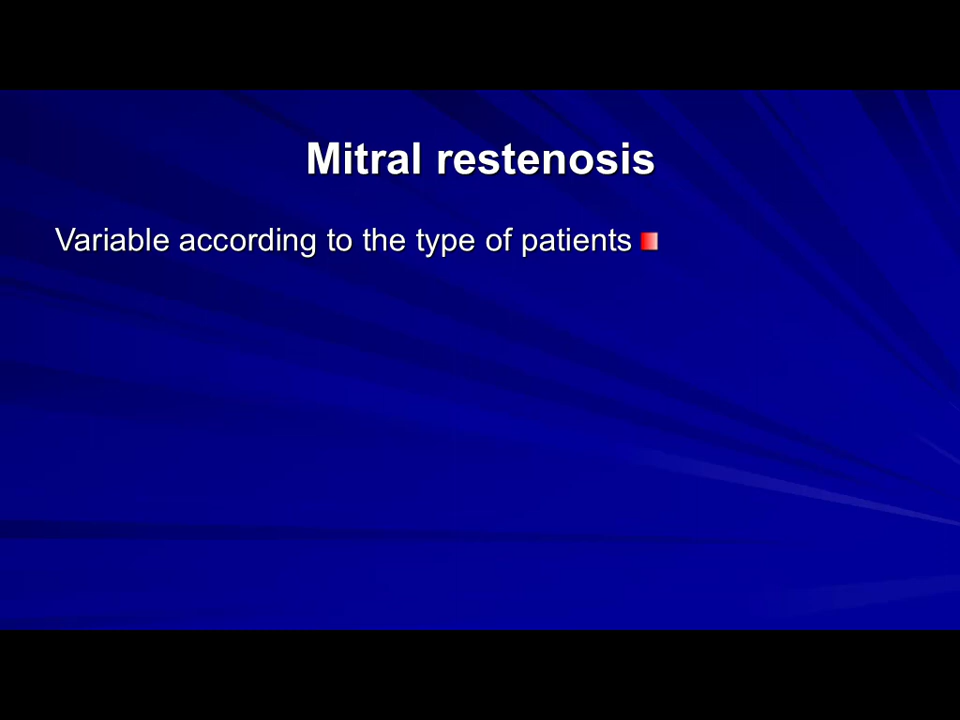 Mitral restenosis
Variable according to the type of patients